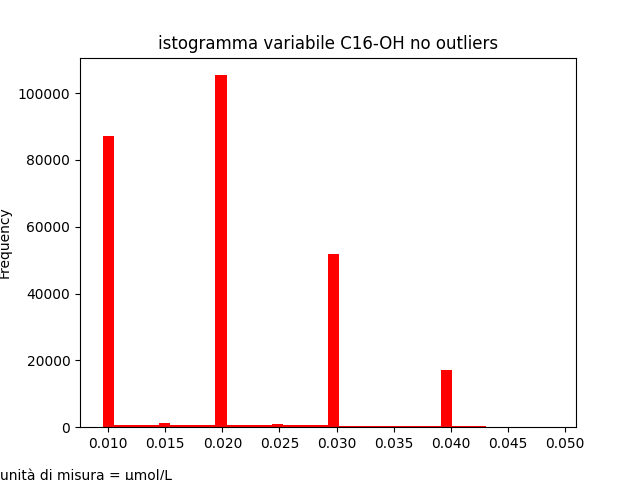 istogramma variabile C16-OH no outliers
Frequency
100000
80000
60000
40000
20000
0
0.010 0.015 0.020 0.025 0.030 0.035 0.040 0.045 0.050
unità di misura = μmol/L